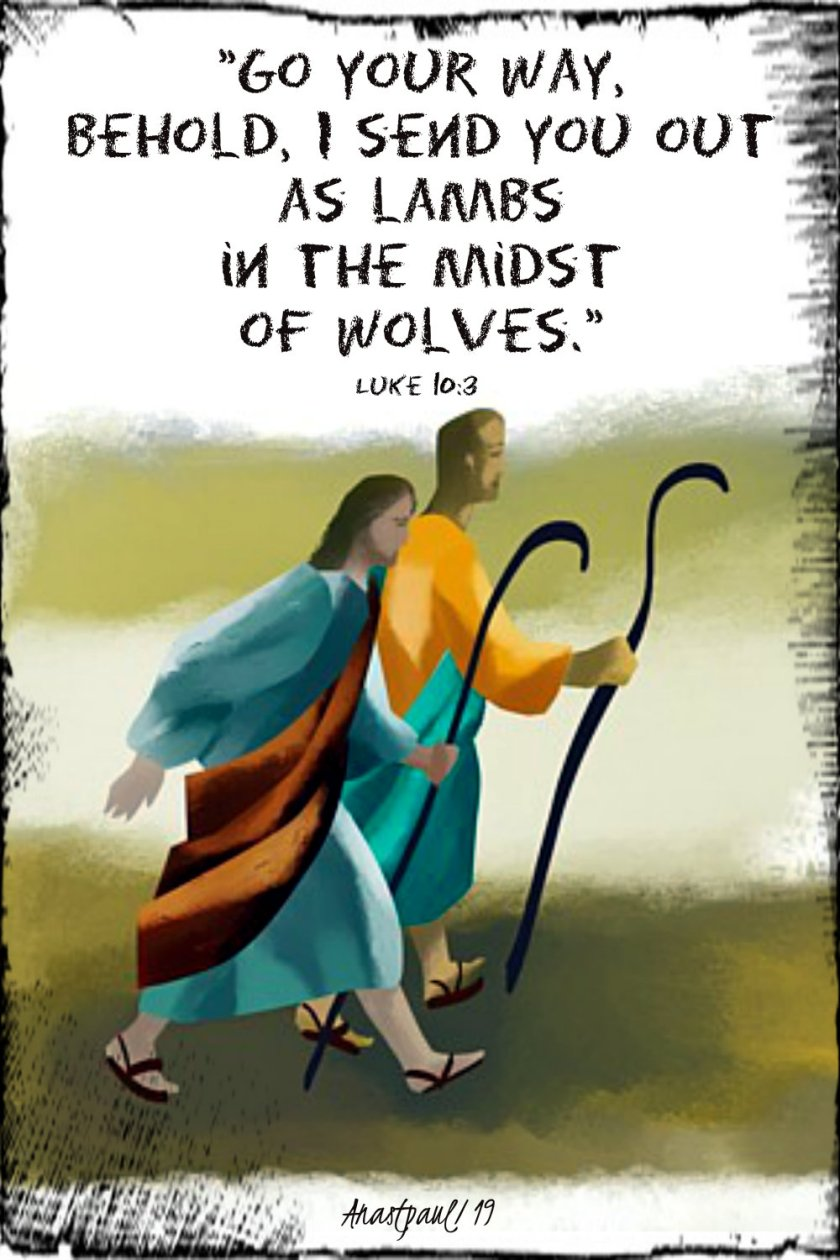 "GO YOUR WAY,
BEHOLD, I SEND YOU OUT
AS LAMBS
iN THE MiDST
OF WOLVES."
LUKE 10:3
Anastpaul/ 19